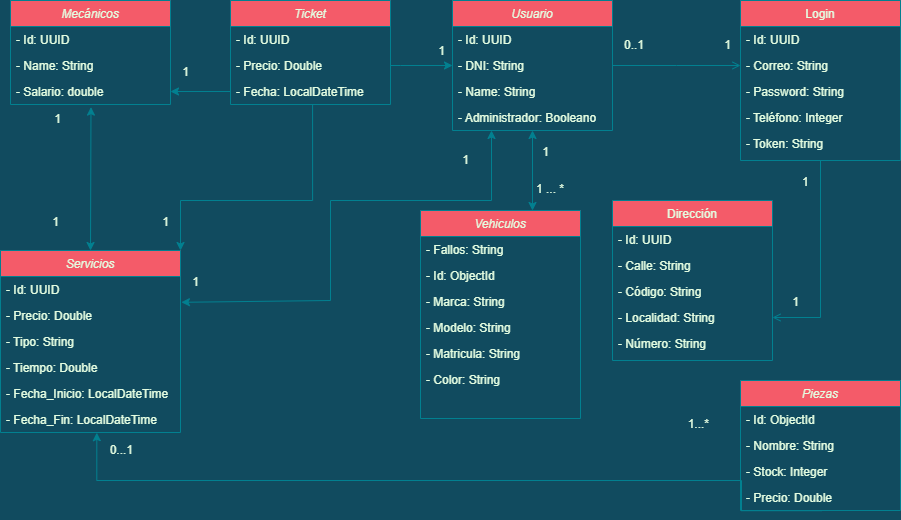 Mecánicos
- Id: UUID
- Name: String
- Salario: double
Ticket
- Id: UUID
- Precio: Double
- Fecha: LocalDateTime
Usuario
- Id: UUID
- DNI: String
- Name: String
- Administrador: Booleano
Login
- Id: UUID
- Correo: String
- Password: String
- Teléfono: Integer
- Token: String
1
1
0..1
1
1
1
1
1
1 ... *
1
1
1
Servicios
- Id: UUID
- Precio: Double
- Tipo: String
- Tiempo: Double
- Fecha_Inicio: LocalDateTime
- Fecha_Fin: LocalDateTime
1
Vehiculos
- Fallos: String
- Id: ObjectId
- Marca: String
- Modelo: String
- Matricula: String
- Color: String
Dirección
- Id: UUID
- Calle: String
- Código: String
- Localidad: String
- Número: String
Piezas
- Id: ObjectId
- Nombre: String
- Stock: Integer
- Precio: Double
1...*
0...1